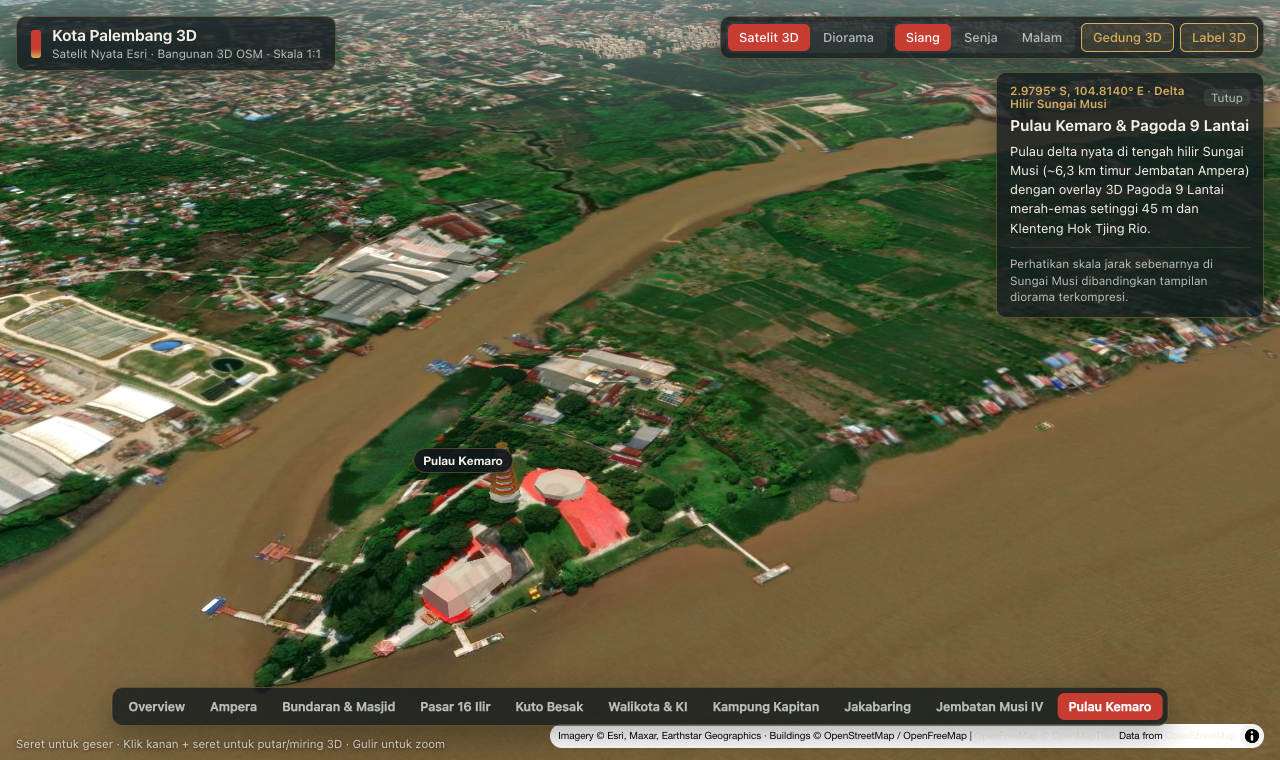 Kota Palembang 3D
Satelit Nyata Esri · Bangunan 3D OSM · Skala 1:1
Satelit 3D Diorama Siang Senja Malam Gedung 3D Label 3D
2.9795° S, 104.8140° E · Delta
Hilir Sungai Musi
Tutup
Pulau Kemaro & Pagoda 9 Lantai
Pulau delta nyata di tengah hilir Sungai
Musi (~6,3 km timur Jembatan Ampera)
dengan overlay 3D Pagoda 9 Lantai
merah-emas setinggi 45 m dan
Klenteng Hok Tjing Rio.
Perhatikan skala jarak sebenarnya di
Sungai Musi dibandingkan tampilan
diorama terkompresi.
Pulau Kemaro
Overview Ampera Bundaran & Masjid Pasar 16 Ilir Kuto Besak Walikota & KI Kampung Kapitan Jakabaring Jembatan Musi IV Pulau Kemaro
Imagery © Esri, Maxar, Earthstar Geographics · Buildings © OpenStreetMap / OpenFreeMap | OpenFreeMap © OpenMapTiles Data from OpenStreetMap
Seret untuk geser · Klik kanan + seret untuk putar/miring 3D · Gulir untuk zoom